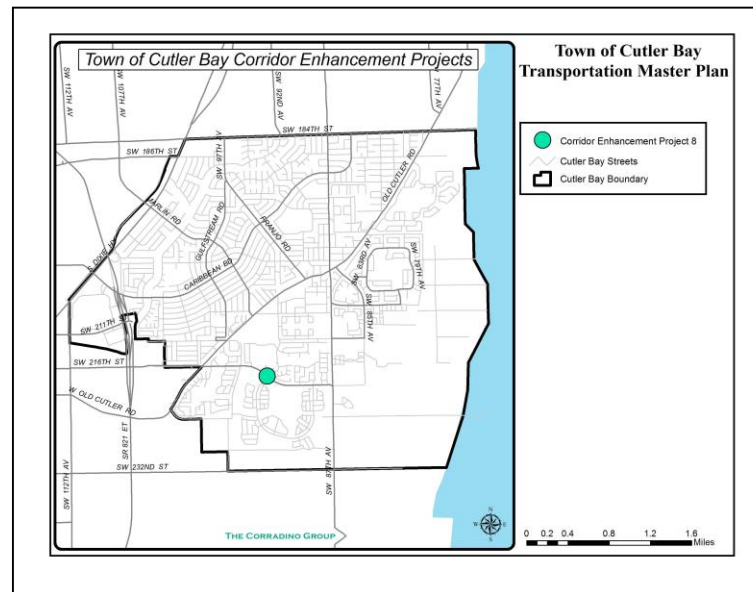 Town of Cutler Bay Corridor Enhancement Projects
Town of Cutler Bay
Transportation Master Plan
Corridor Enhancement Project 8
Cutler Bay Streets
Cutler Bay Boundary
SW 112TH AV
SW 107TH AV
SW 92ND AV
77TH AV
SW 184TH ST
SW 186TH ST
SW 97TH AV
OLD CUTLER RD
MARLIN RD
GULFSTREAM RD
FRANJO RD
S DIXIE HY
CARIBBEAN BD
SW 83RD AV
SW 79TH AV
SW 85TH AV
SW 211TH ST
SW 216TH ST
W OLD CUTLER RD
SR 821 ET
SW 112TH AV
SW 232ND ST
SW 87TH AV
N
W
E
S
THE CORRADINO GROUP
0 0.2 0.4 0.8 1.2 1.6
Miles